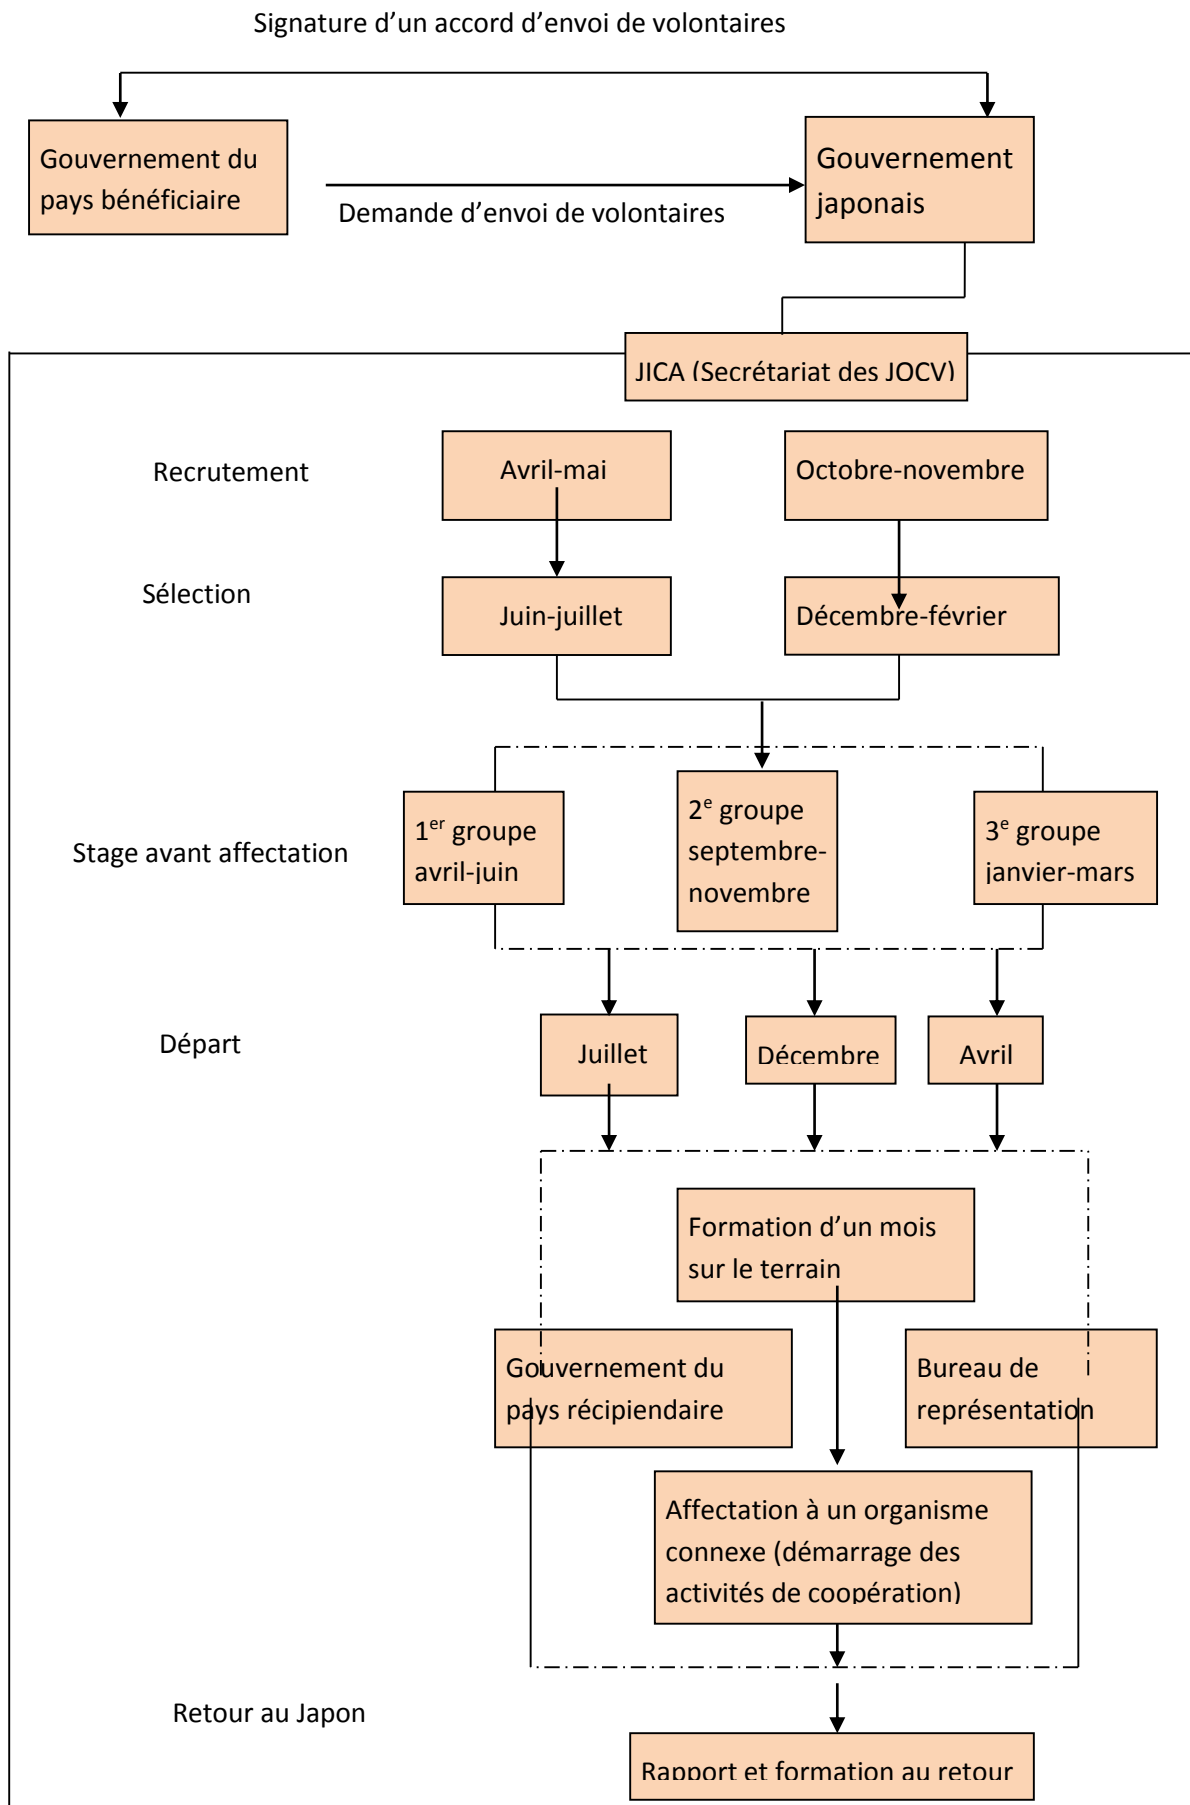 Signature d’un accord d’envoi de volontaires
Gouvernement du
pays bénéficiaire
Gouvernement
japonais
Demande d’envoi de volontaires
JICA (Secrétariat des JOCV)
Recrutement
Avril-mai
Octobre-novembre
Sélection
Juin-juillet
Décembre-février
Stage avant affectation
1er groupe
avril-juin
2e groupe
septembre-
novembre
3e groupe
janvier-mars
Départ
Juillet
Décembre
Avril
Formation d’un mois
sur le terrain
Gouvernement du
pays récipiendaire
Bureau de
représentation
Affectation à un organisme
connexe (démarrage des
activités de coopération)
Retour au Japon
Rapport et formation au retour